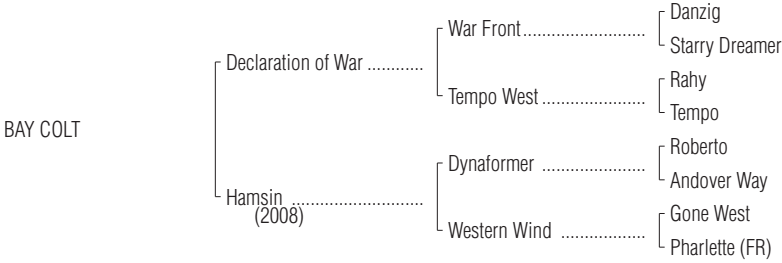 Danzig
War Front..........................
Starry Dreamer
Declaration of War ............
Rahy
Tempo West......................
Tempo
BAY COLT
Roberto
Dynaformer ......................
Andover Way
Hamsin ............................
(2008)
Gone West
Western Wind ..................
Pharlette (FR)